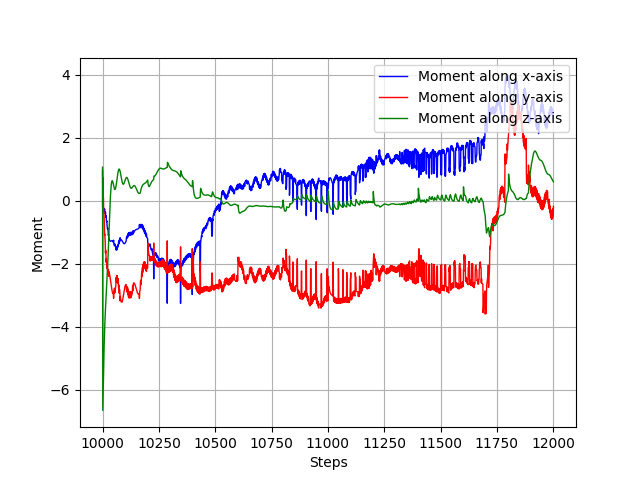 Moment along x-axis
Moment along y-axis
Moment along z-axis
4
2
0
−2
−4
−6
Moment
10000 10250 10500 10750 11000 11250 11500 11750 12000
Steps